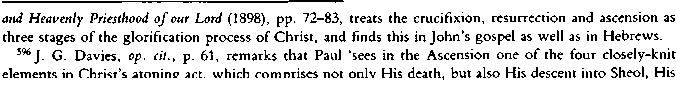 and Heavenly Priesthood of our Lord (1898), pp. 72–83, treats the crucifixion, resurrection and ascension as
three stages of the glorification process of Christ, and finds this in John's gospel as well as in Hebrews.
596 J. G. Davies, op. cit., p. 61, remarks that Paul 'sees in the Ascension one of the four closely-knit
elements in Christ's atoning act, which comprises not only His death, but also His descent into Sheol, His